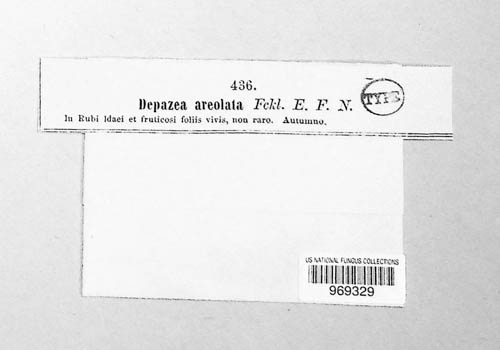 436.
Depazea areolata Fckl. E. F. N. TYPE
In Rubi Idaei et fruticosi foliis vivis, non raro. Autumno.
US NATIONAL FUNGUS COLLECTIONS
969329